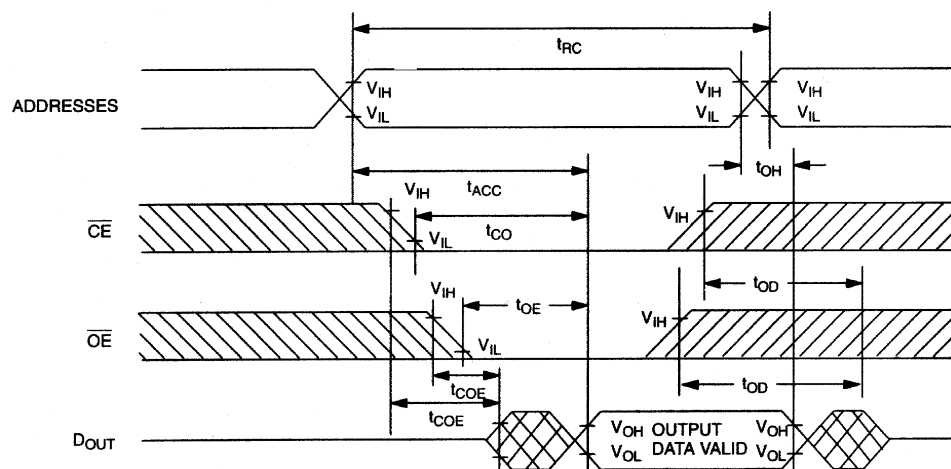 tRC
ADDRESSES
VIH VIH VIH
VIL VIL VIL
tOH
tACC
VIH
CE
tCO
VIH
VIL
tOD
VIH
tOE
VIH
OE
VIL
tCOE
tOD
tCOE
DOUT
VOH OUTPUT VOH
VOL DATA VALID VOL